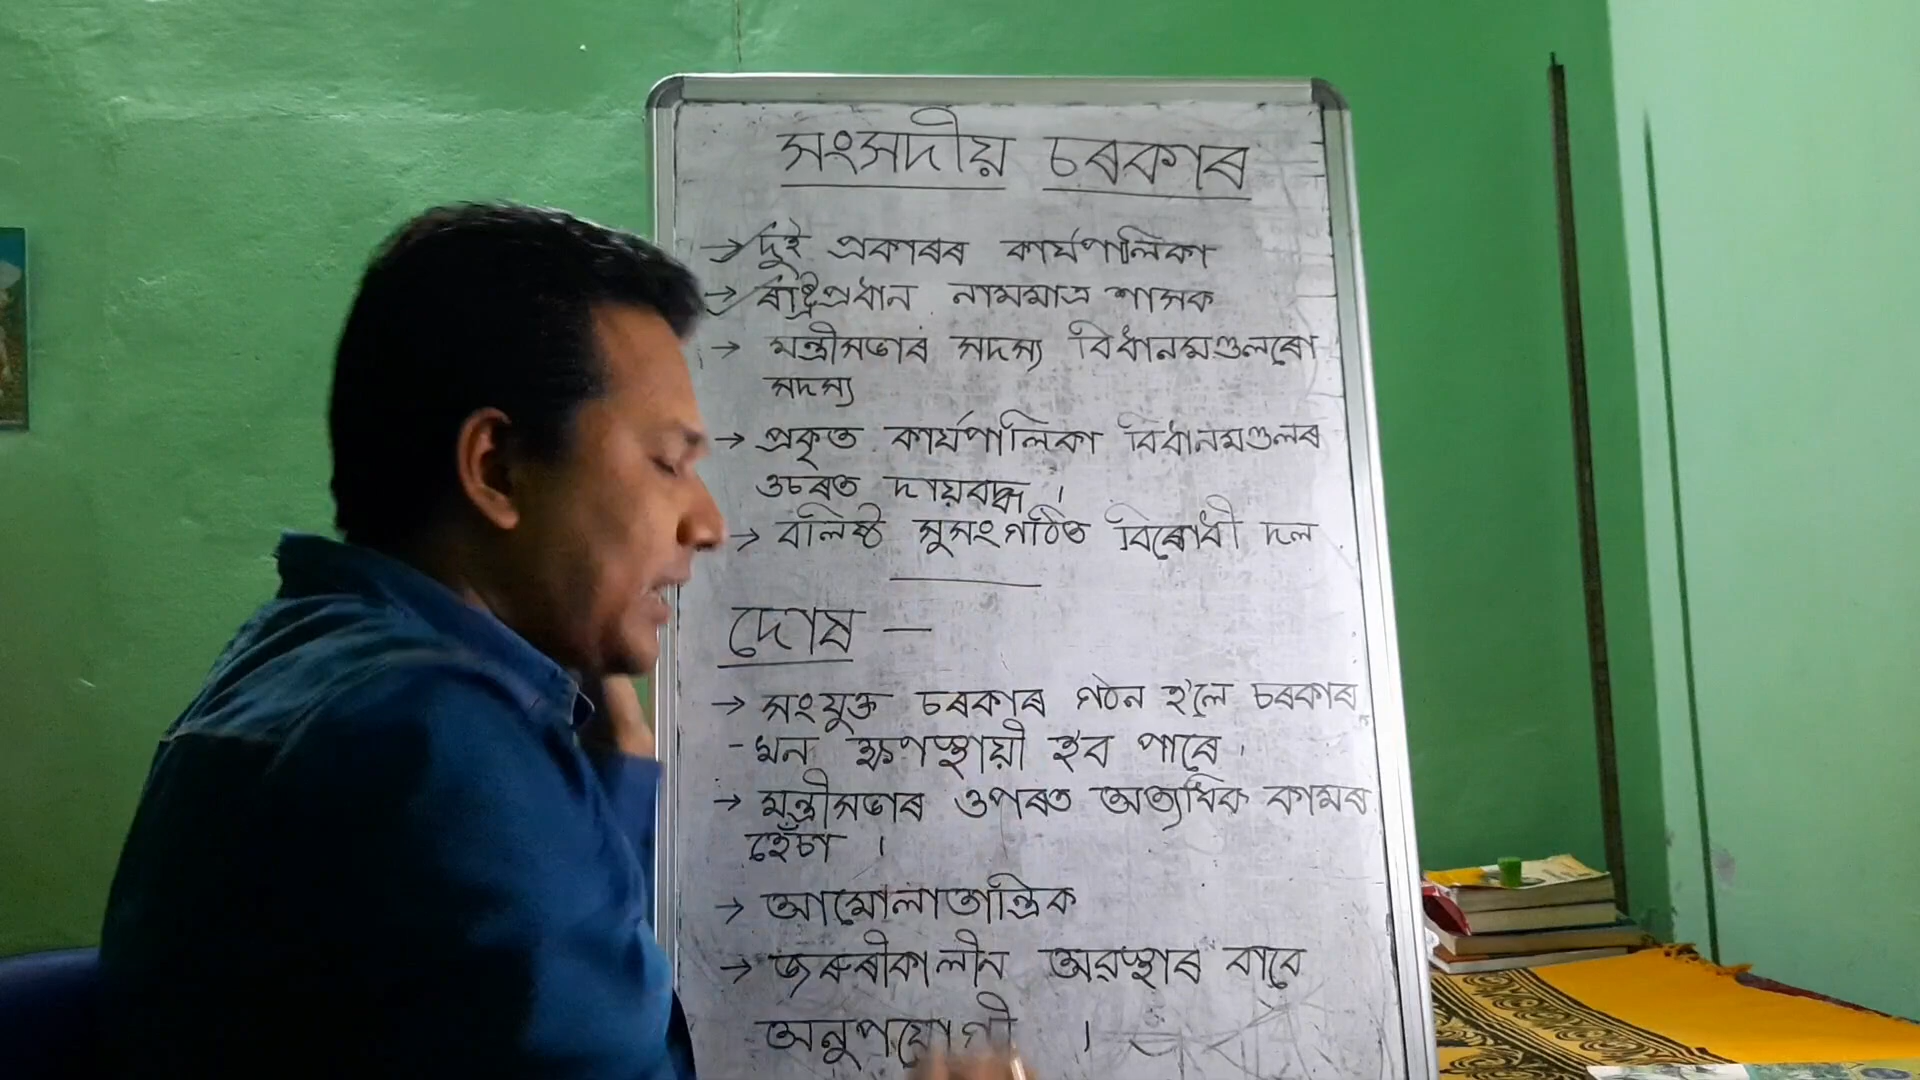 সংসদীয় চৰকাৰ
→ দুই প্ৰকাৰৰ কাৰ্যপালিকা
→ ৰাষ্ট্ৰপ্ৰধান নামমাত্ৰ শাসক
→ মন্ত্ৰীসভাৰ সদস্য বিধানমণ্ডলৰো
সদস্য
→ প্ৰকৃত কাৰ্যপালিকা বিধানমণ্ডলৰ
ওচৰত দায়বদ্ধ ।
→ বলিষ্ঠ সুসংগঠিত বিৰোধী দল
দোষ —
→ সংযুক্ত চৰকাৰ গঠন হ'লে চৰকাৰ
ক্ষণস্থায়ী হ'ব পাৰে ।
→ মন্ত্ৰীসভাৰ ওপৰত অত্যধিক কামৰ
হেঁচা ।
→ আমোলাতান্ত্ৰিক
→ জৰুৰীকালীন অৱস্থাৰ বাবে
অনুপযোগী ।